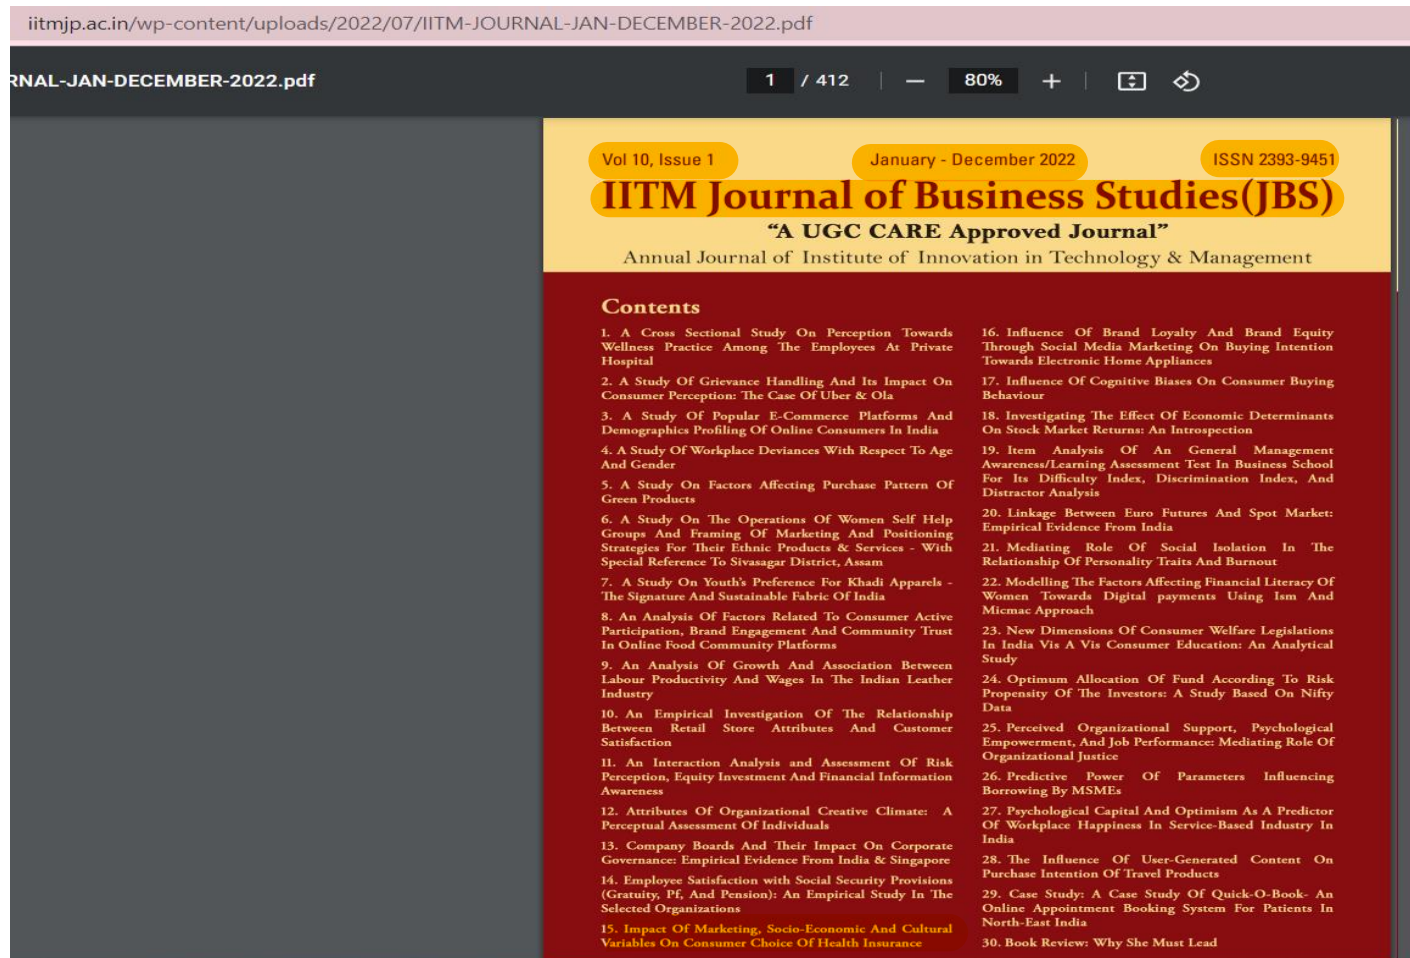 iitmjp.ac.in/wp-content/uploads/2022/07/IITM-JOURNAL-JAN-DECEMBER-2022.pdf
RNAL-JAN-DECEMBER-2022.pdf
1 / 412
80%
Vol 10, Issue 1
January - December 2022
ISSN 2393-9451
IITM Journal of Business Studies(JBS)
“A UGC CARE Approved Journal”
Annual Journal of Institute of Innovation in Technology & Management
Contents
1. A Cross Sectional Study On Perception Towards
Wellness Practice Among The Employees At Private
Hospital
2. A Study Of Grievance Handling And Its Impact On
Consumer Perception: The Case Of Uber & Ola
3. A Study Of Popular E-Commerce Platforms And
Demographics Profiling Of Online Consumers In India
4. A Study Of Workplace Deviances With Respect To Age
And Gender
5. A Study On Factors Affecting Purchase Pattern Of
Green Products
6. A Study On The Operations Of Women Self Help
Groups And Framing Of Marketing And Positioning
Strategies For Their Ethnic Products & Services - With
Special Reference To Sivasagar District, Assam
7. A Study On Youth’s Preference For Khadi Apparels -
The Signature And Sustainable Fabric Of India
8. An Analysis Of Factors Related To Consumer Active
Participation, Brand Engagement And Community Trust
In Online Food Community Platforms
9. An Analysis Of Growth And Association Between
Labour Productivity And Wages In The Indian Leather
Industry
10. An Empirical Investigation Of The Relationship
Between Retail Store Attributes And Customer
Satisfaction
11. An Interaction Analysis and Assessment Of Risk
Perception, Equity Investment And Financial Information
Awareness
12. Attributes Of Organizational Creative Climate: A
Perceptual Assessment Of Individuals
13. Company Boards And Their Impact On Corporate
Governance: Empirical Evidence From India & Singapore
14. Employee Satisfaction with Social Security Provisions
(Gratuity, Pf, And Pension): An Empirical Study In The
Selected Organizations
15. Impact Of Marketing, Socio-Economic And Cultural
Variables On Consumer Choice Of Health Insurance
16. Influence Of Brand Loyalty And Brand Equity
Through Social Media Marketing On Buying Intention
Towards Electronic Home Appliances
17. Influence Of Cognitive Biases On Consumer Buying
Behaviour
18. Investigating The Effect Of Economic Determinants
On Stock Market Returns: An Introspection
19. Item Analysis Of An General Management
Awareness/Learning Assessment Test In Business School
For Its Difficulty Index, Discrimination Index, And
Distractor Analysis
20. Linkage Between Euro Futures And Spot Market:
Empirical Evidence From India
21. Mediating Role Of Social Isolation In The
Relationship Of Personality Traits And Burnout
22. Modelling The Factors Affecting Financial Literacy Of
Women Towards Digital payments Using Ism And
Micmac Approach
23. New Dimensions Of Consumer Welfare Legislations
In India Vis A Vis Consumer Education: An Analytical
Study
24. Optimum Allocation Of Fund According To Risk
Propensity Of The Investors: A Study Based On Nifty
Data
25. Perceived Organizational Support, Psychological
Empowerment, And Job Performance: Mediating Role Of
Organizational Justice
26. Predictive Power Of Parameters Influencing
Borrowing By MSMEs
27. Psychological Capital And Optimism As A Predictor
Of Workplace Happiness In Service-Based Industry In
India
28. The Influence Of User-Generated Content On
Purchase Intention Of Travel Products
29. Case Study: A Case Study Of Quick-O-Book- An
Online Appointment Booking System For Patients In
North-East India
30. Book Review: Why She Must Lead